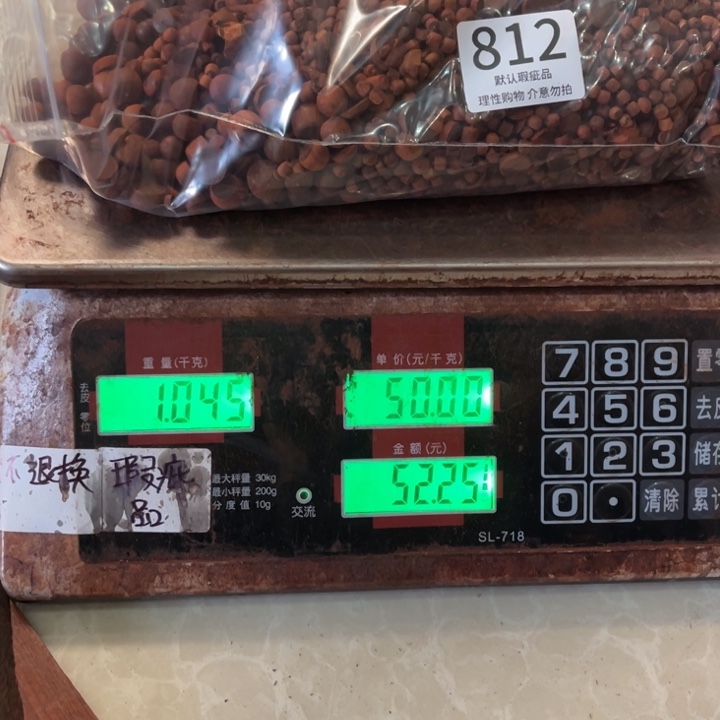 812
默认瑕疵品
理性购物 介意勿拍
重量(千克)
单价(元/千克)
去皮 零位
1.045
50.00
金额(元)
52.25
不退换
瑕疵
品
最大秤量 30kg
最小秤量 200g
分度值 10g
交流
SL-718
7 8 9 置零
4 5 6 去皮
1 2 3 储存
0 . 清除 累计